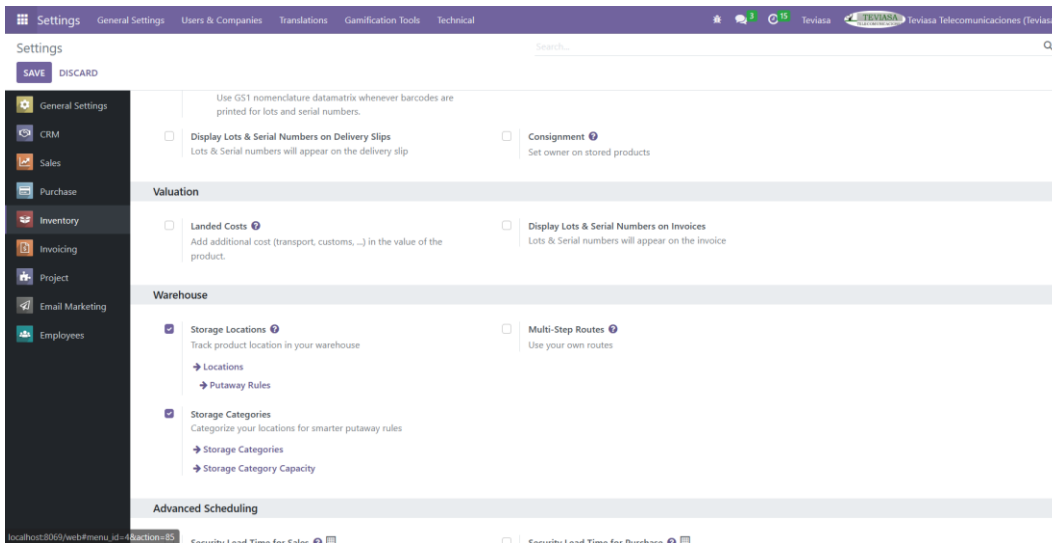 Settings General Settings Users & Companies Translations Gamification Tools Technical 3 15 Teviasa TEVIASA Teviasa Telecomunicaciones (Teviasa
Settings Search...
SAVE DISCARD
General Settings
CRM
Sales
Purchase
Inventory
Invoicing
Project
Email Marketing
Employees
Use GS1 nomenclature datamatrix whenever barcodes are
printed for lots and serial numbers.
Display Lots & Serial Numbers on Delivery Slips
Lots & Serial numbers will appear on the delivery slip
Consignment ?
Set owner on stored products
Valuation
Landed Costs ?
Add additional cost (transport, customs, ...) in the value of the
product.
Display Lots & Serial Numbers on Invoices
Lots & Serial numbers will appear on the invoice
Warehouse
Storage Locations ?
Track product location in your warehouse
Locations
Putaway Rules
Multi-Step Routes ?
Use your own routes
Storage Categories
Categorize your locations for smarter putaway rules
Storage Categories
Storage Category Capacity
Advanced Scheduling
Security Lead Time for Sales ?
Security Lead Time for Purchase ?
localhost:8069/web#menu_id=4&action=85